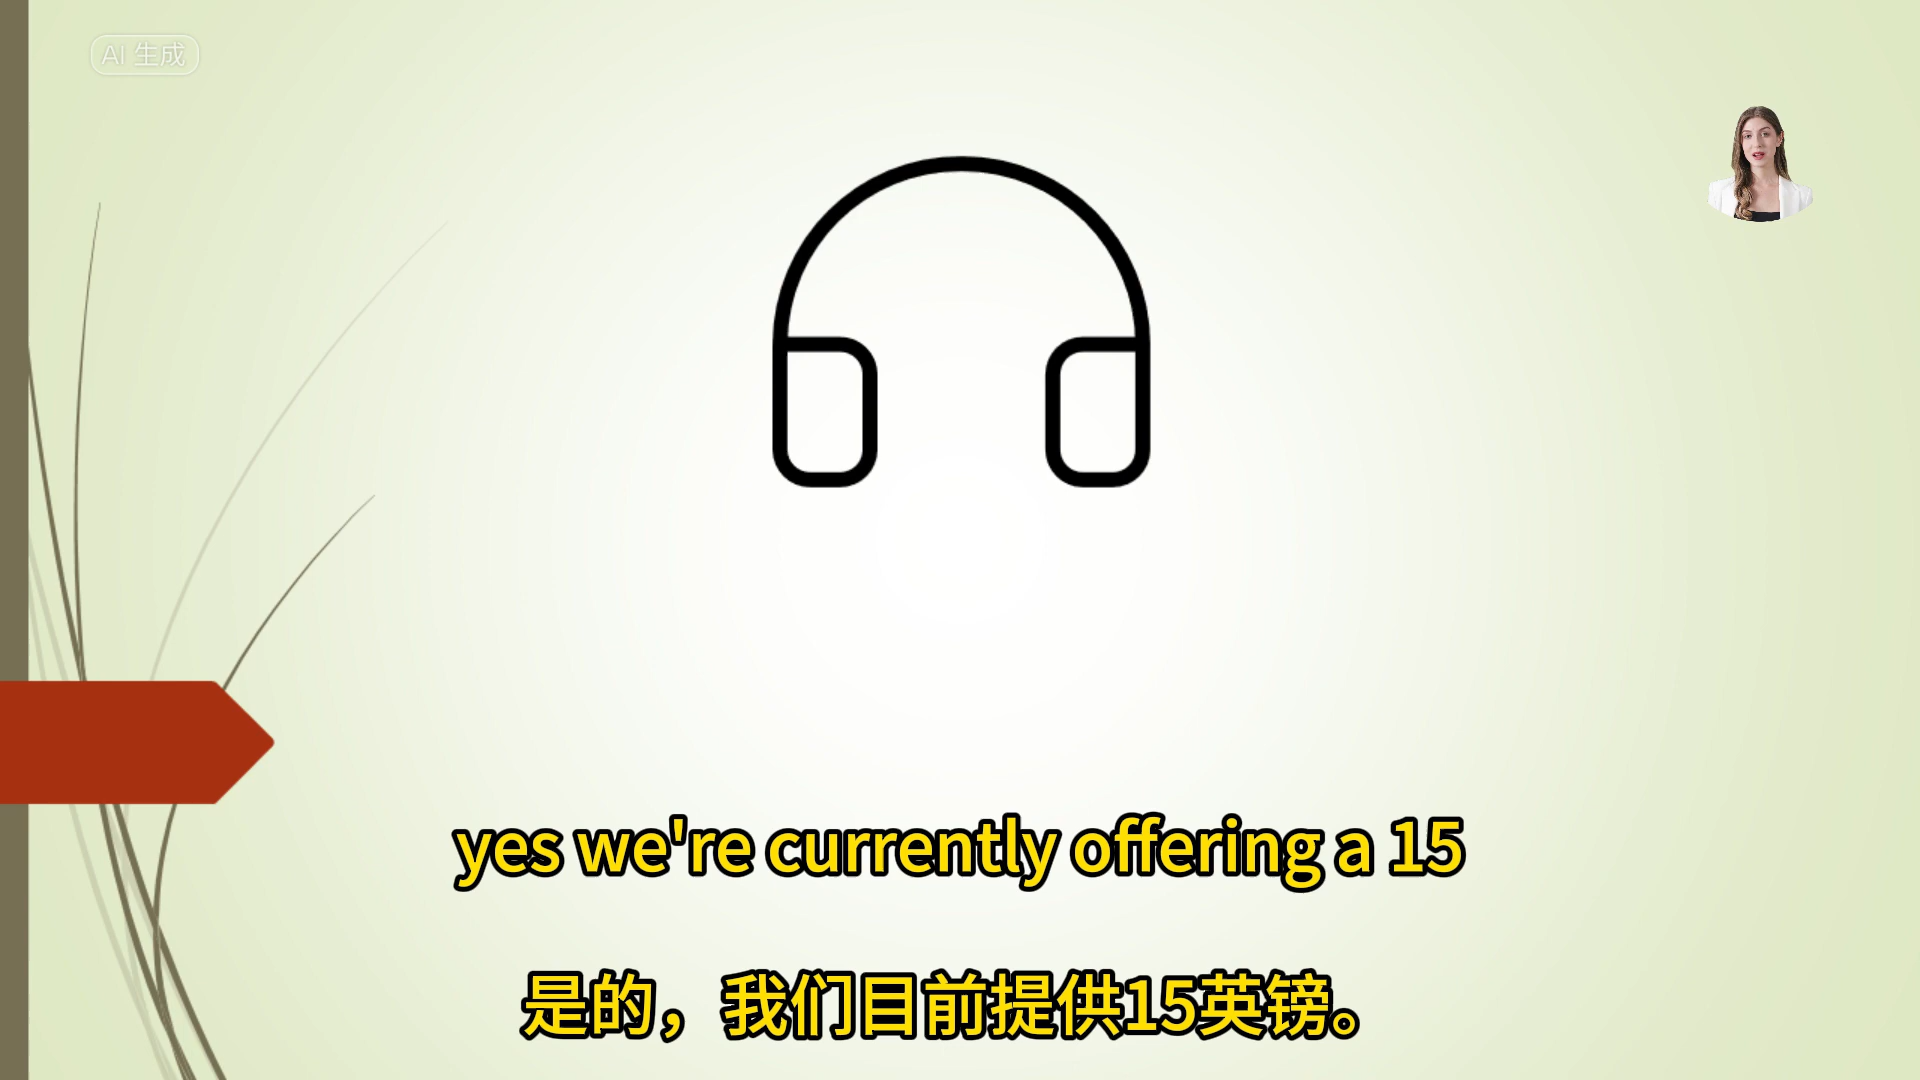 AI 生成
yes we're currently offering a 15
是的，我们目前提供15英镑。